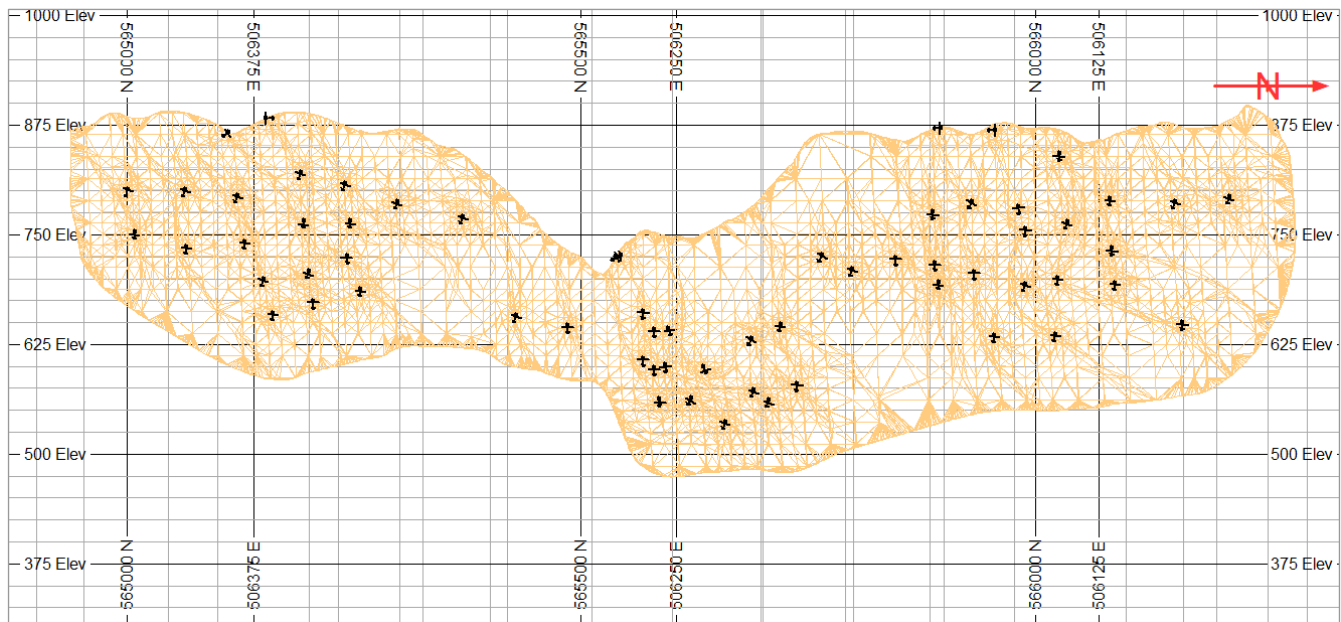 1000 Elev
1000 Elev
565000 N
506375 E
565500 N
506250 E
566000 N
506125 E
N
875 Elev
875 Elev
750 Elev
750 Elev
625 Elev
625 Elev
500 Elev
500 Elev
565000 N
506375 E
565500 N
506250 E
566000 N
506125 E
375 Elev
375 Elev